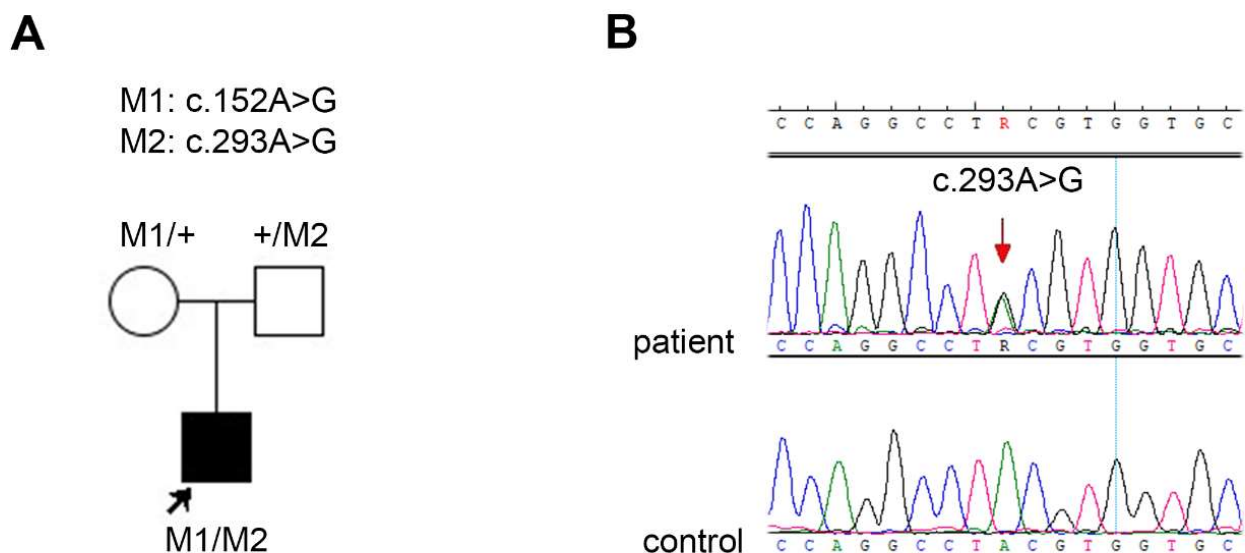 A
M1: c.152A>G
M2: c.293A>G
M1/+ +/M2
M1/M2
B
C C A G G C C T R C G T G G T G C
c.293A>G
patient
C C A G G C C T R C G T G G T G C
control
C C A G G C C T A C G T G G T G C